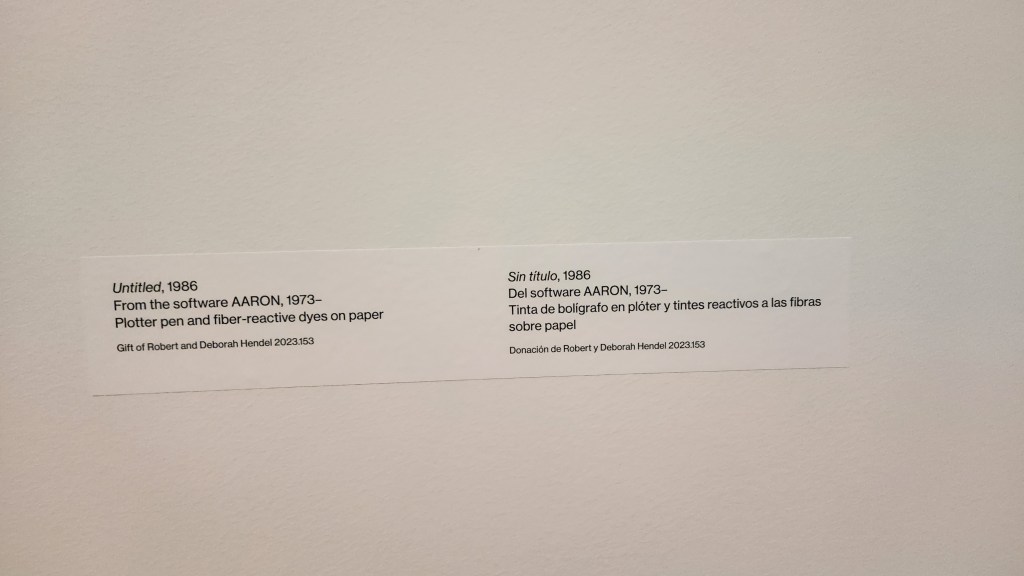 Untitled, 1986
From the software AARON, 1973–
Plotter pen and fiber-reactive dyes on paper
Gift of Robert and Deborah Hendel 2023.153
Sin título, 1986
Del software AARON, 1973–
Tinta de bolígrafo en plóter y tintes reactivos a las fibras
sobre papel
Donación de Robert y Deborah Hendel 2023.153